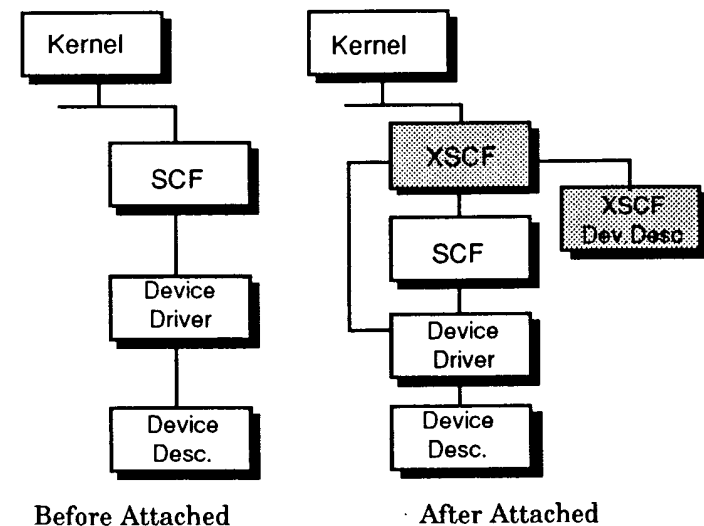 Kernel
SCF
Device
Driver
Device
Desc.
Before Attached
Kernel
XSCF
XSCF
Dev Desc
SCF
Device
Driver
Device
Desc.
After Attached